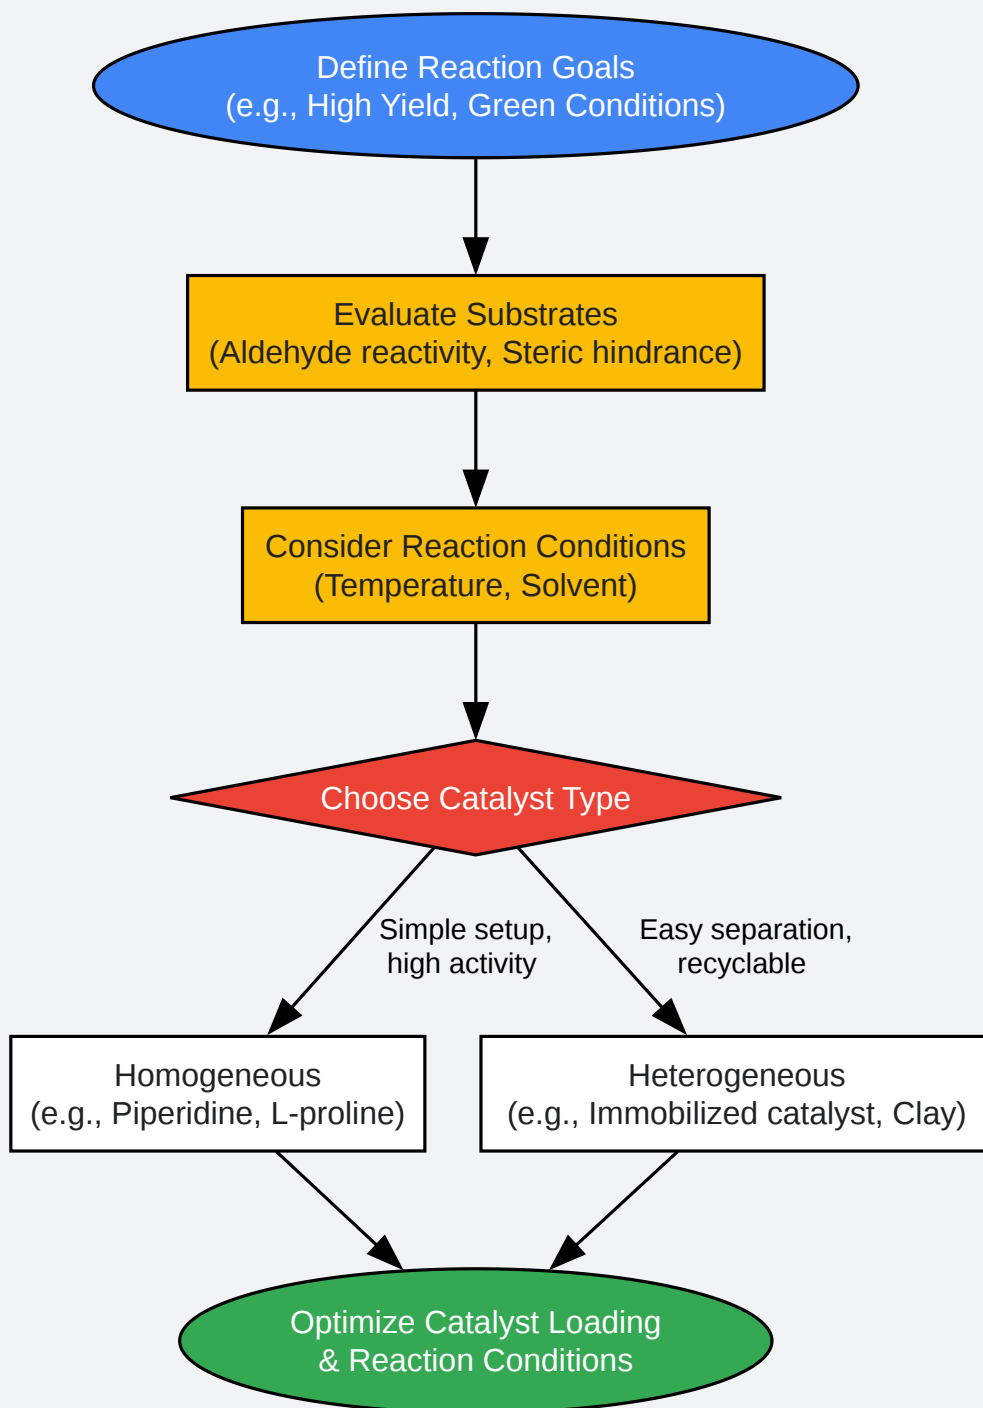 Define Reaction Goals
(e.g., High Yield, Green Conditions)
Evaluate Substrates
(Aldehyde reactivity, Steric hindrance)
Consider Reaction Conditions
(Temperature, Solvent)
Choose Catalyst Type
Simple setup,
high activity
Easy separation,
recyclable
Homogeneous
(e.g., Piperidine, L-proline)
Heterogeneous
(e.g., Immobilized catalyst, Clay)
Optimize Catalyst Loading
& Reaction Conditions